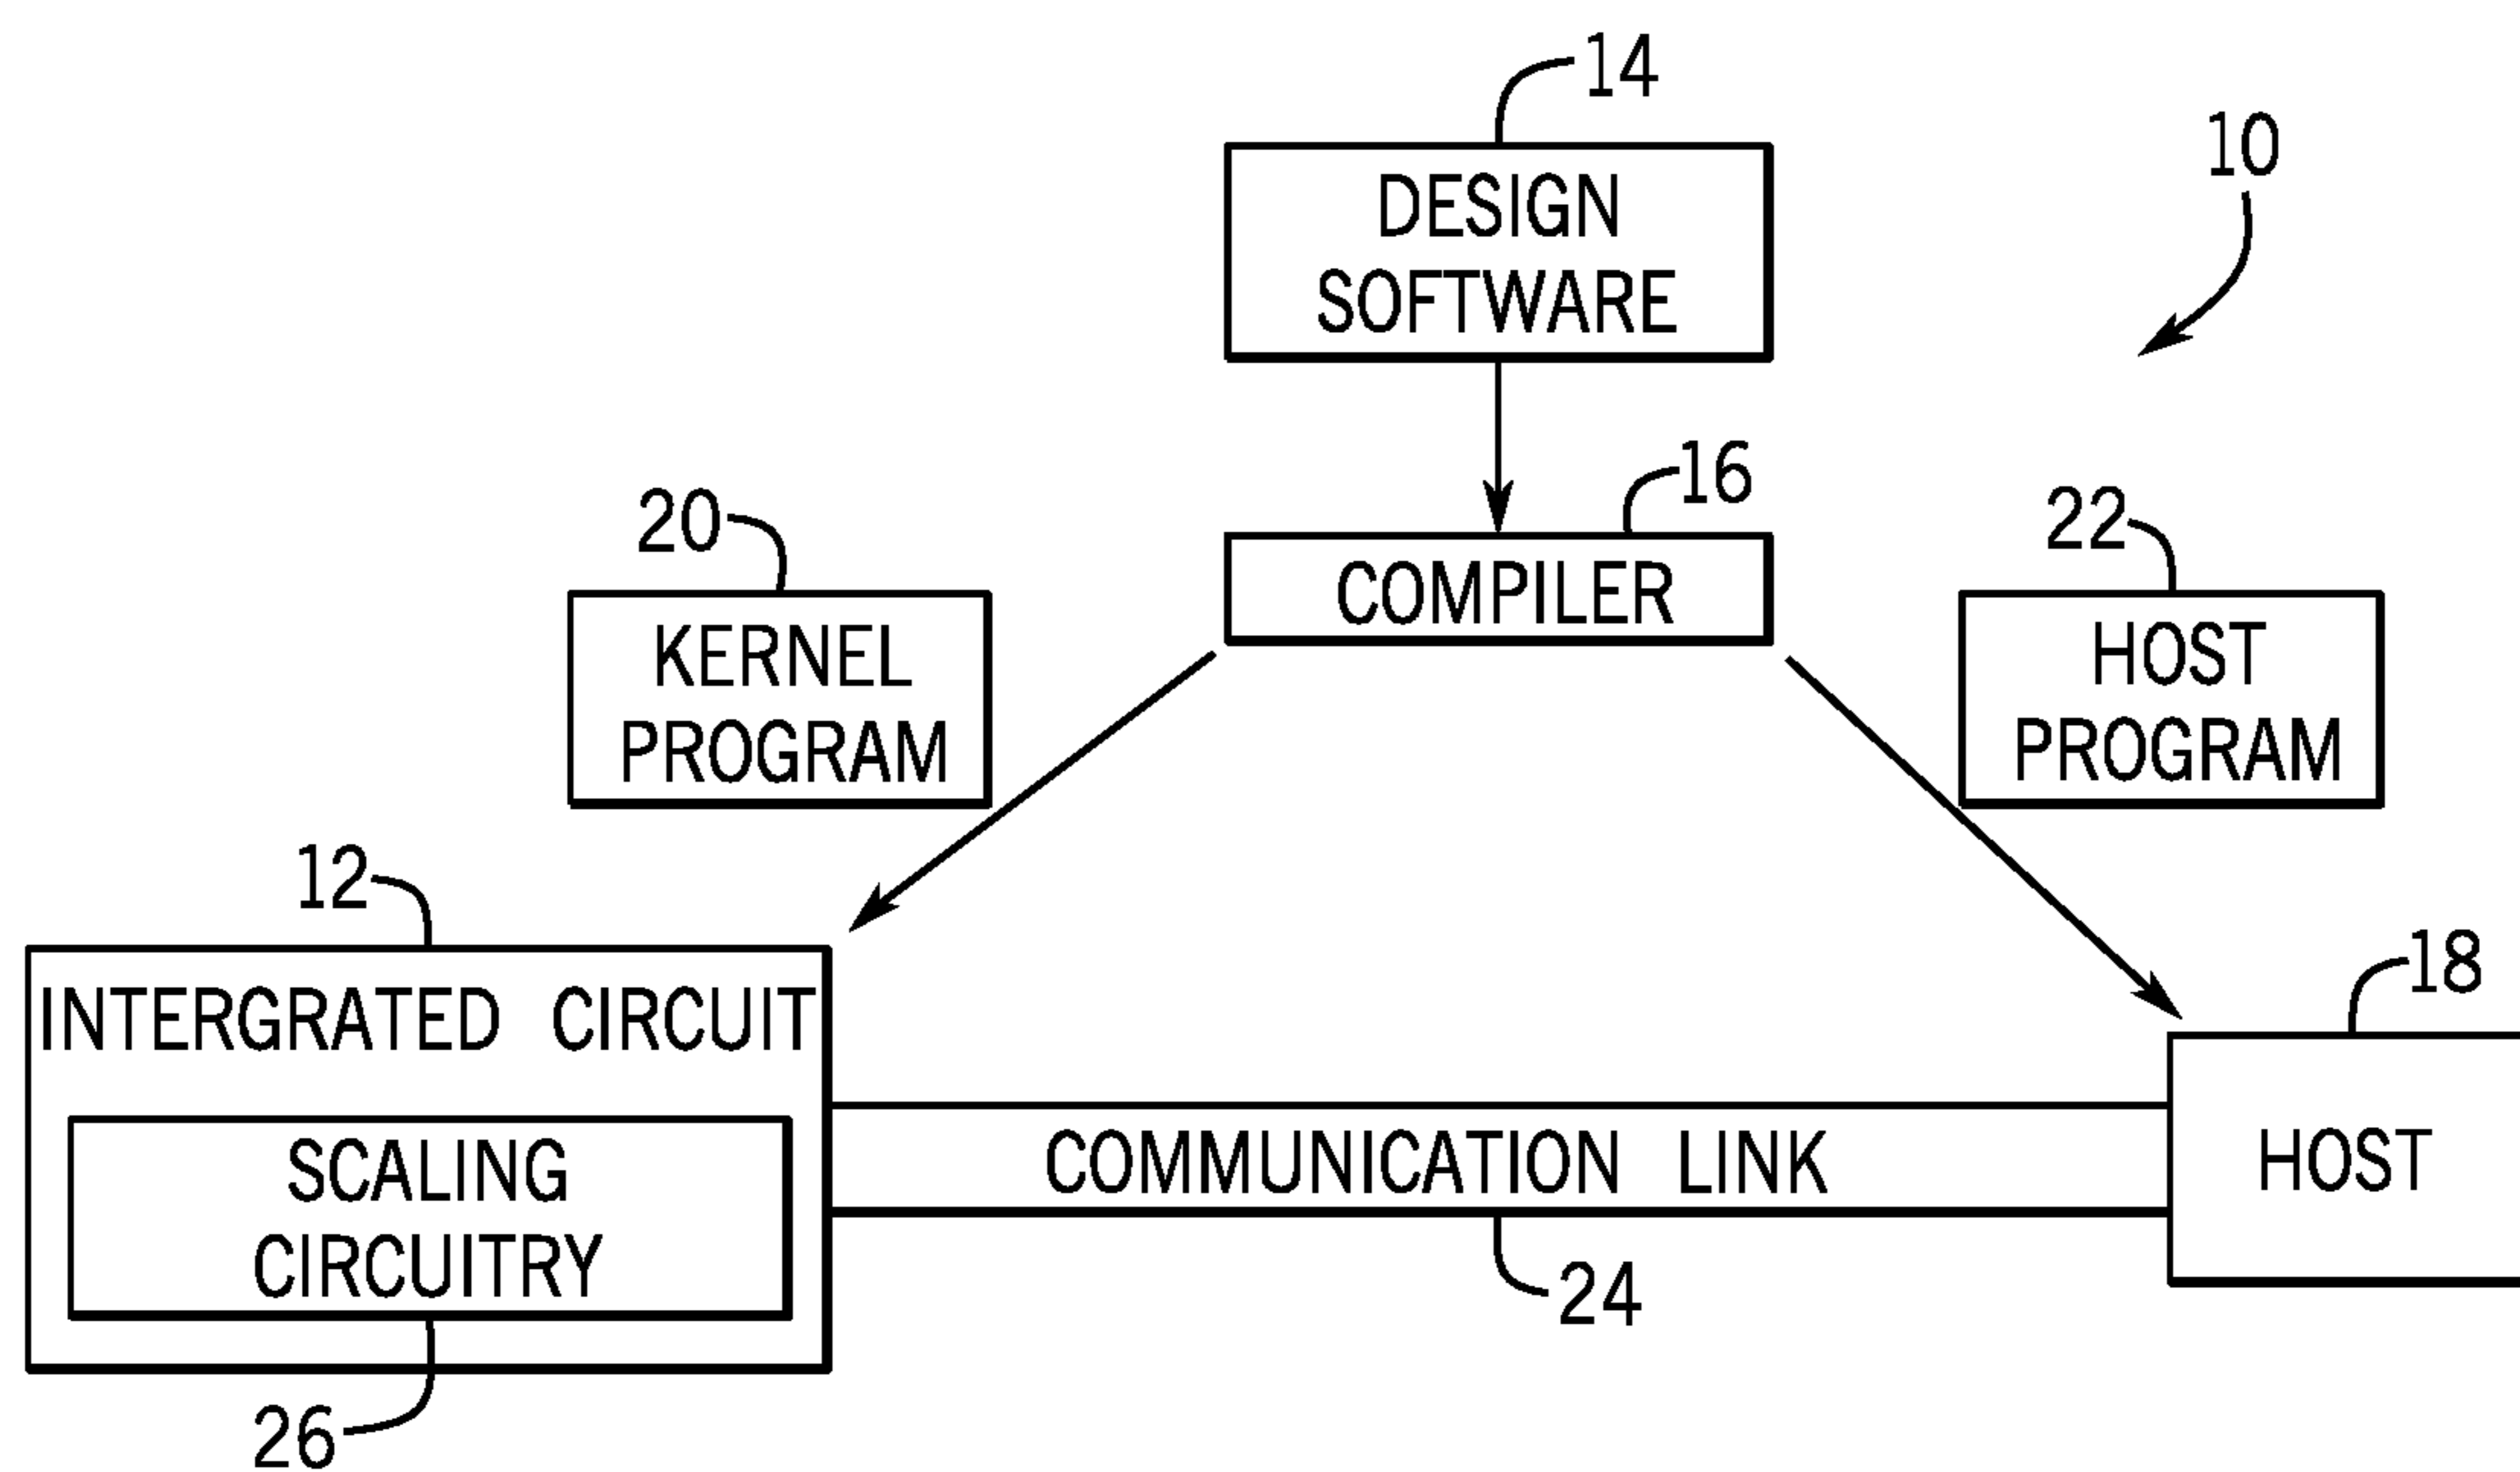 14
10
DESIGN
SOFTWARE
16
20
22
COMPILER
KERNEL
PROGRAM
HOST
PROGRAM
12
18
INTERGRATED CIRCUIT
SCALING
CIRCUITRY
COMMUNICATION LINK
HOST
24
26